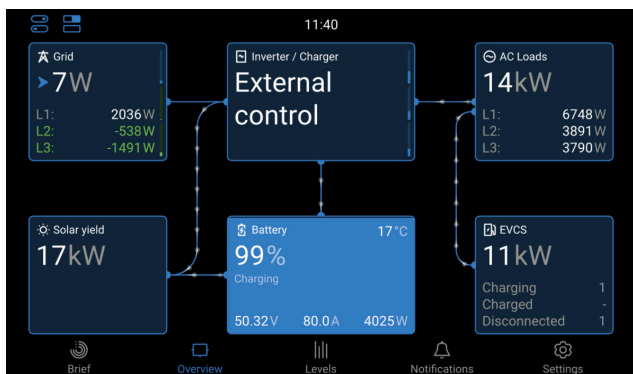 11:40
Grid
7W
L1: 2036W
L2: -538W
L3: -1491W
Inverter / Charger
External
control
AC Loads
14kW
L1: 6748W
L2: 3891W
L3: 3790W
Solar yield
17kW
Battery 17°C
99%
Charging
50.32V 80.0A 4025W
EVCS
11kW
Charging 1
Charged -
Disconnected 1
Brief Overview Levels Notifications Settings